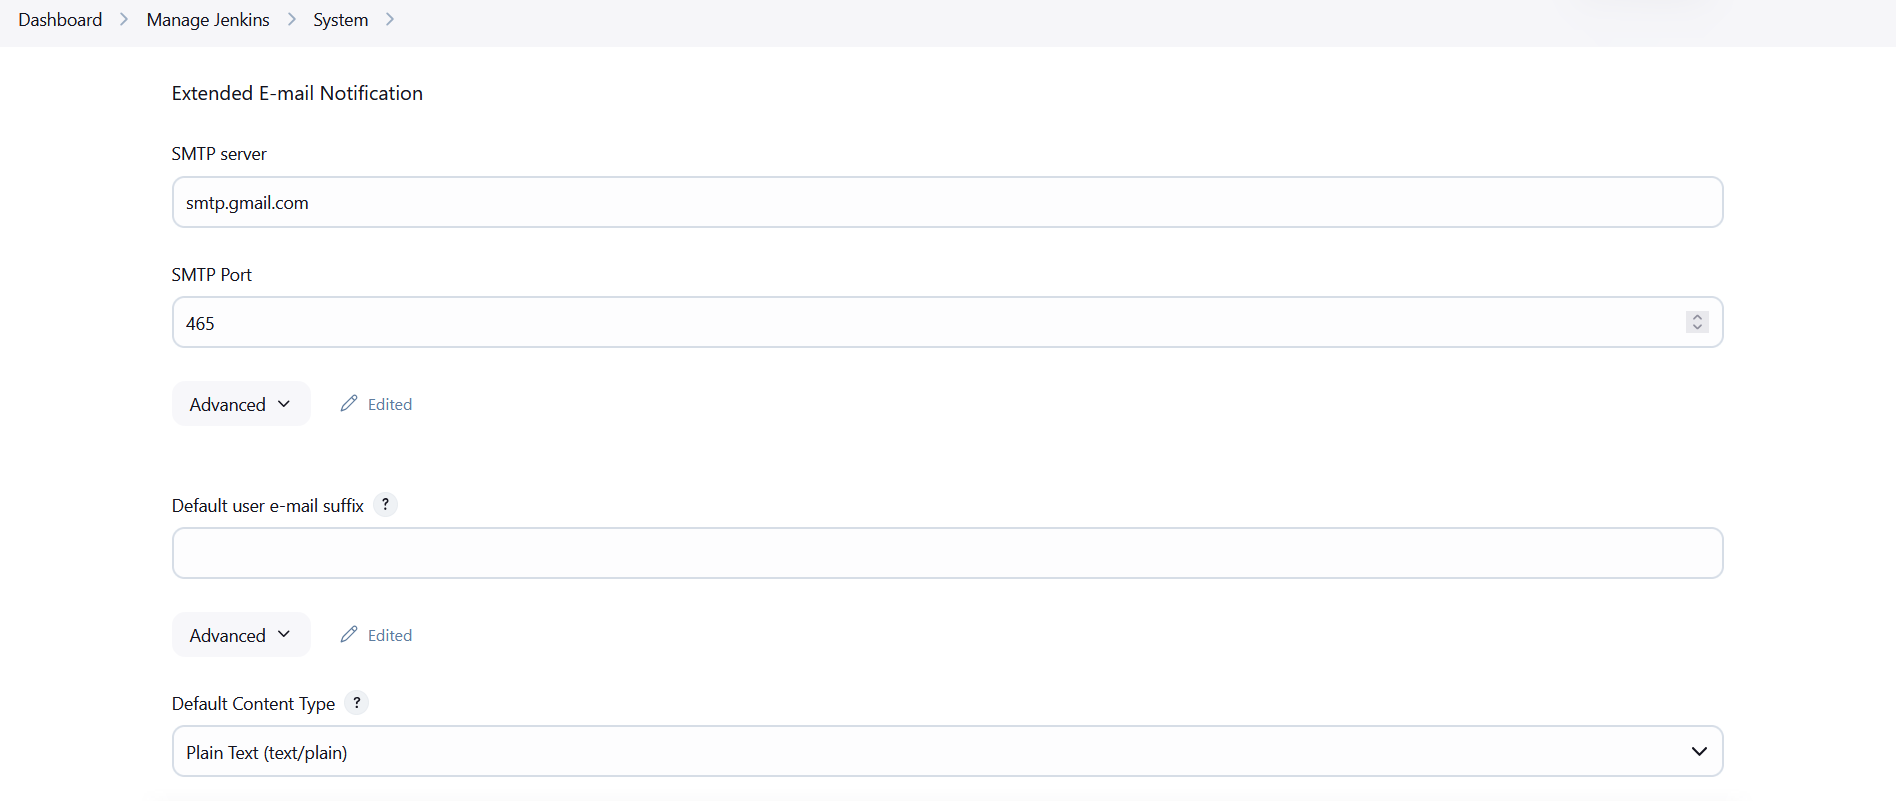 Dashboard > Manage Jenkins > System >
Extended E-mail Notification
SMTP server
smtp.gmail.com
SMTP Port
465
Advanced Edited
Default user e-mail suffix ?
Advanced Edited
Default Content Type ?
Plain Text (text/plain)